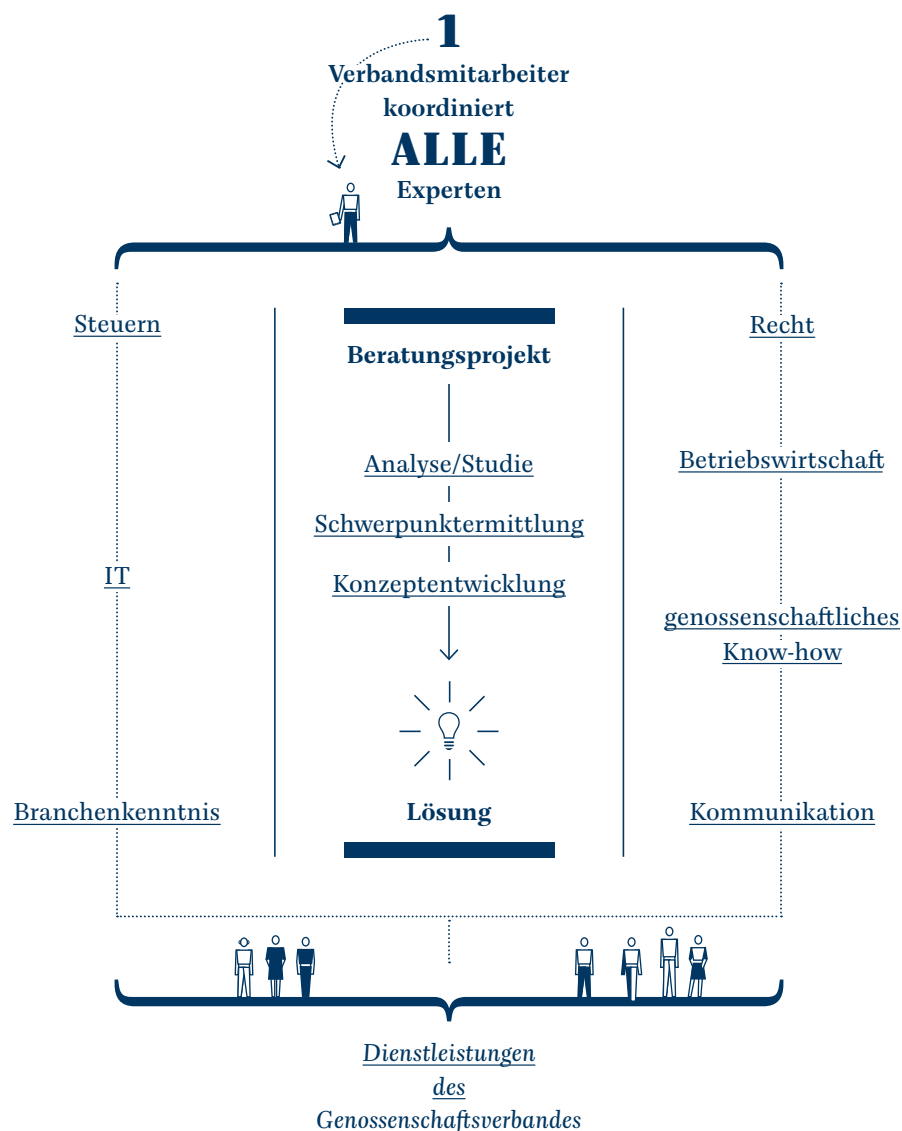 1
Verbandsmitarbeiter
koordiniert
ALLE
Experten
Steuern
IT
Branchenkenntnis
Beratungsprojekt
Analyse/Studie
Schwerpunktermittlung
Konzeptentwicklung
Lösung
Recht
Betriebswirtschaft
genossenschaftliches
Know-how
Kommunikation
Dienstleistungen
des
Genossenschaftsverbandes